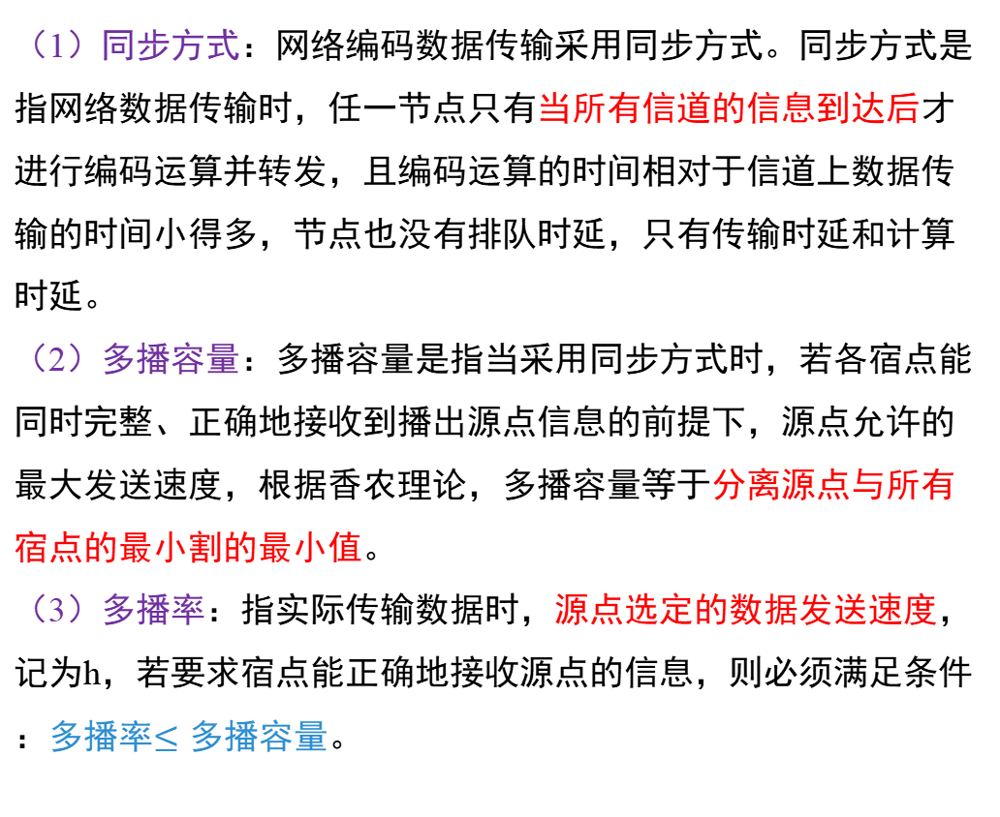 （1）同步方式：网络编码数据传输采用同步方式。同步方式是
指网络数据传输时，任一节点只有当所有信道的信息到达后才
进行编码运算并转发，且编码运算的时间相对于信道上数据传
输的时间小得多，节点也没有排队时延，只有传输时延和计算
时延。
（2）多播容量：多播容量是指当采用同步方式时，若各宿点能
同时完整、正确地接收到播出源点信息的前提下，源点允许的
最大发送速度，根据香农理论，多播容量等于分离源点与所有
宿点的最小割的最小值。
（3）多播率：指实际传输数据时，源点选定的数据发送速度，
记为h，若要求宿点能正确地接收源点的信息，则必须满足条件
：多播率≤ 多播容量。